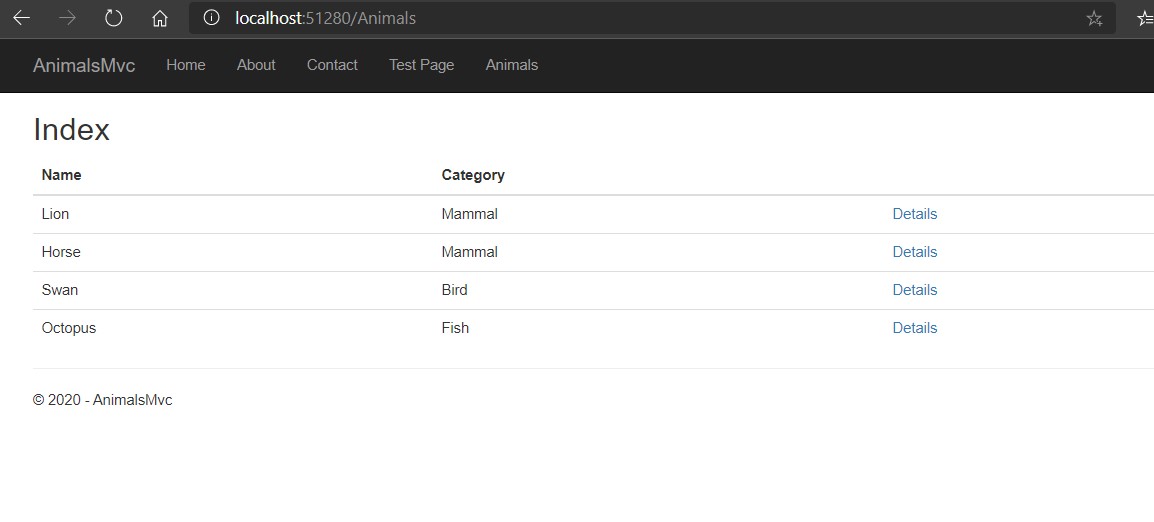 localhost:51280/Animals
AnimalsMvc Home About Contact Test Page Animals
Index
Name Category
Lion Mammal Details
Horse Mammal Details
Swan Bird Details
Octopus Fish Details
© 2020 - AnimalsMvc